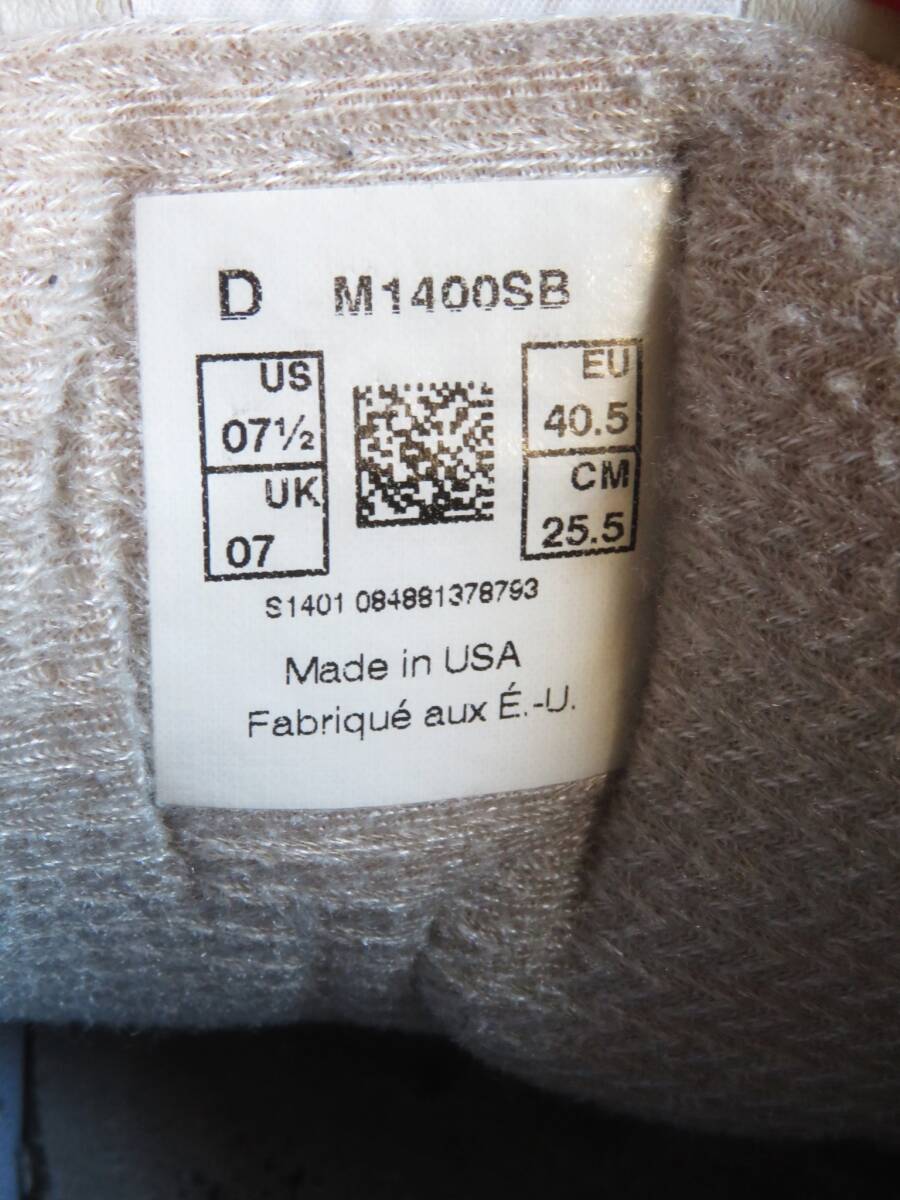 D M1400SB
US
07½
UK
07
EU
40.5
CM
25.5
S1401 084881378793
Made in USA
Fabriqué aux É.-U.